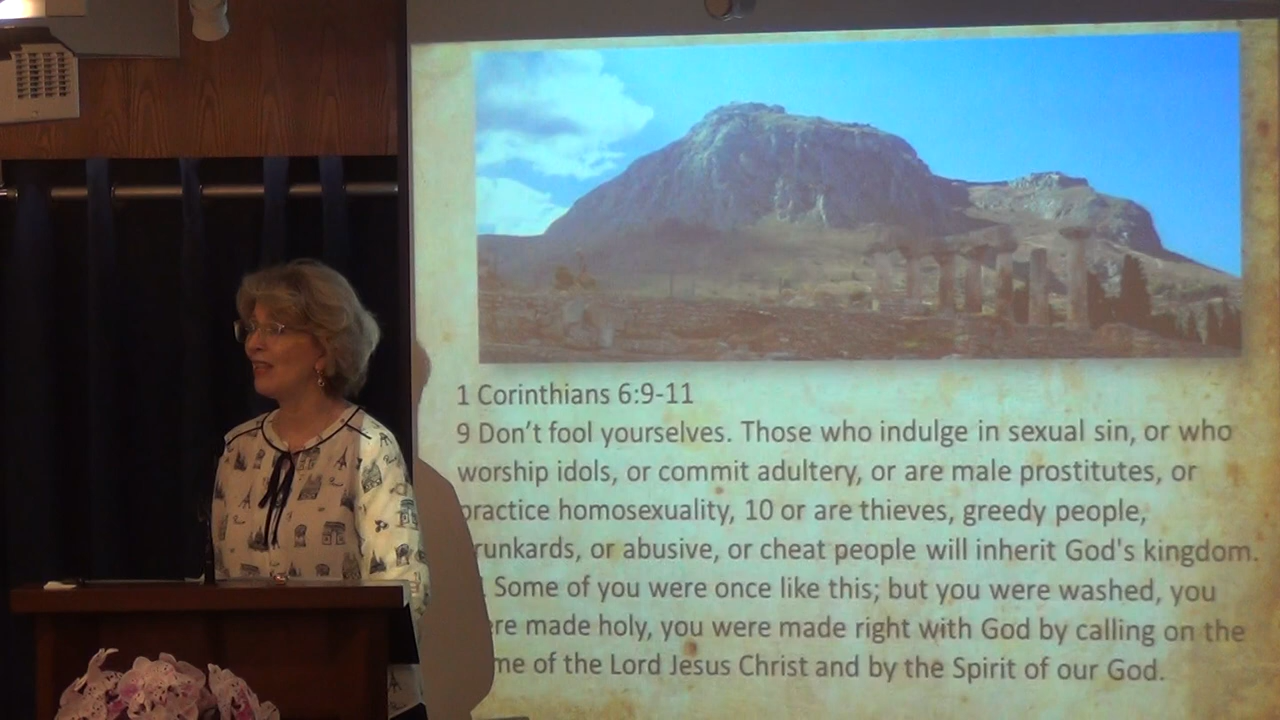 1 Corinthians 6:9-11
9 Don't fool yourselves. Those who indulge in sexual sin, or who
worship idols, or commit adultery, or are male prostitutes, or
practice homosexuality, 10 or are thieves, greedy people,
runkards, or abusive, or cheat people will inherit God's kingdom.
Some of you were once like this; but you were washed, you
ere made holy, you were made right with God by calling on the
me of the Lord Jesus Christ and by the Spirit of our God.